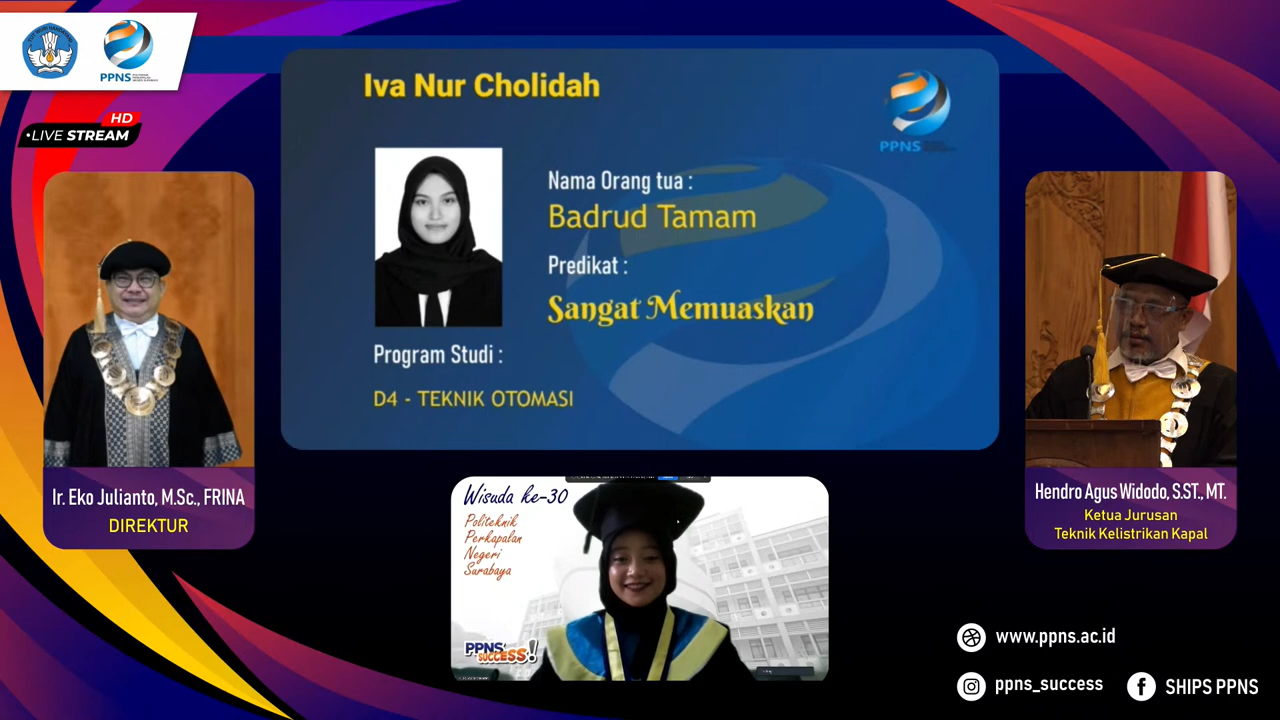 PPNS
HD
•LIVE STREAM
Iva Nur Cholidah
PPNS
Nama Orang tua :
Badrud Tamam
Predikat :
Sangat Memuaskan
Program Studi :
D4 - TEKNIK OTOMASI
Ir. Eko Julianto, M.Sc., FRINA
DIREKTUR
Hendro Agus Widodo, S.ST., MT.
Ketua Jurusan
Teknik Kelistrikan Kapal
Wisuda ke-30
Politeknik
Perkapalan
Negeri
Surabaya
PPNS
SUCCESS!
www.ppns.ac.id
ppns_success
SHIPS PPNS